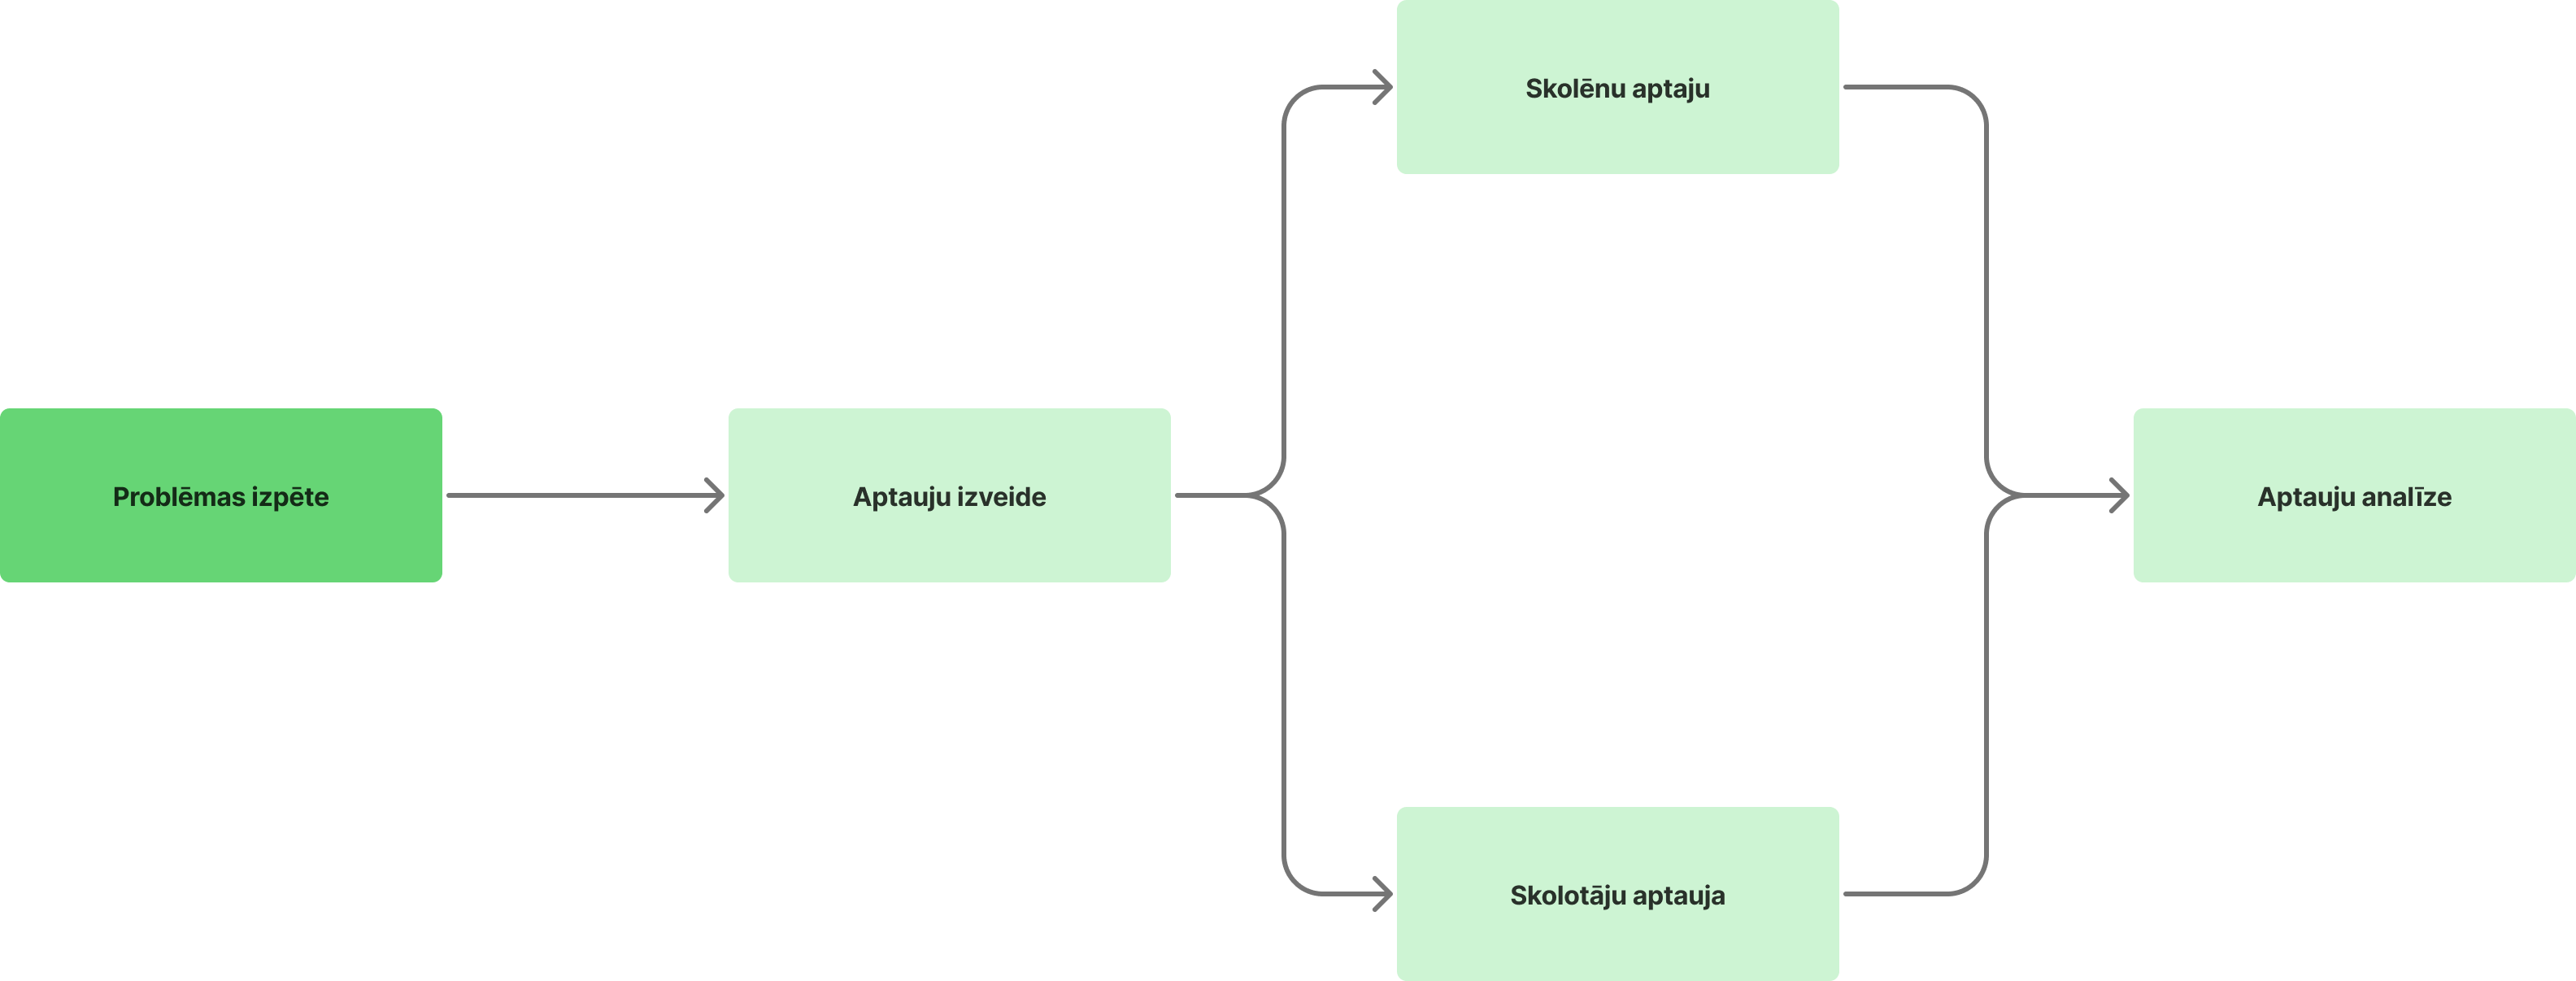 Problēmas izpēte
Aptauju izveide
Skolēnu aptaju
Skolotāju aptauja
Aptauju analīze